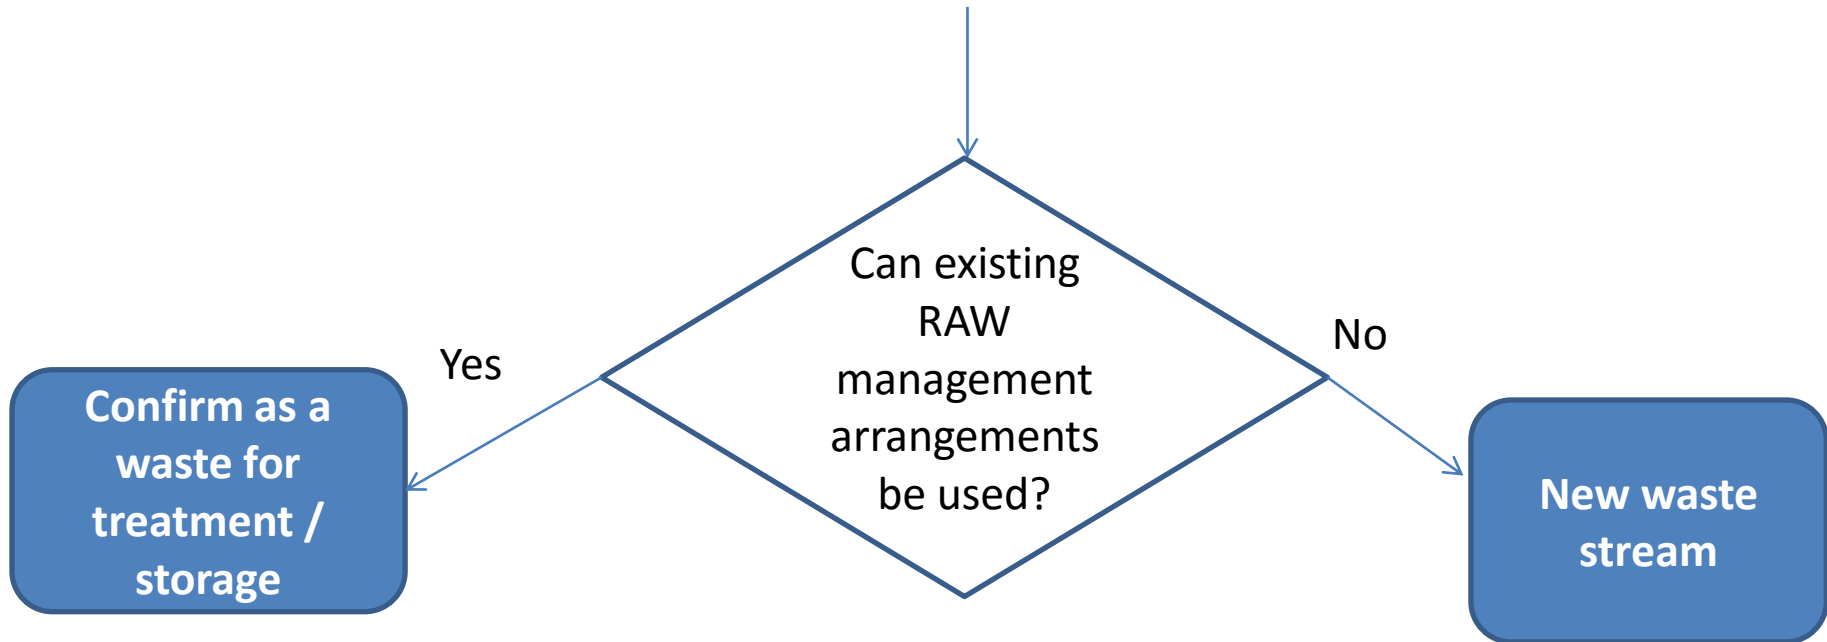 Can existing
RAW
management
arrangements
be used?
Yes
No
Confirm as a
waste for
treatment /
storage
New waste
stream